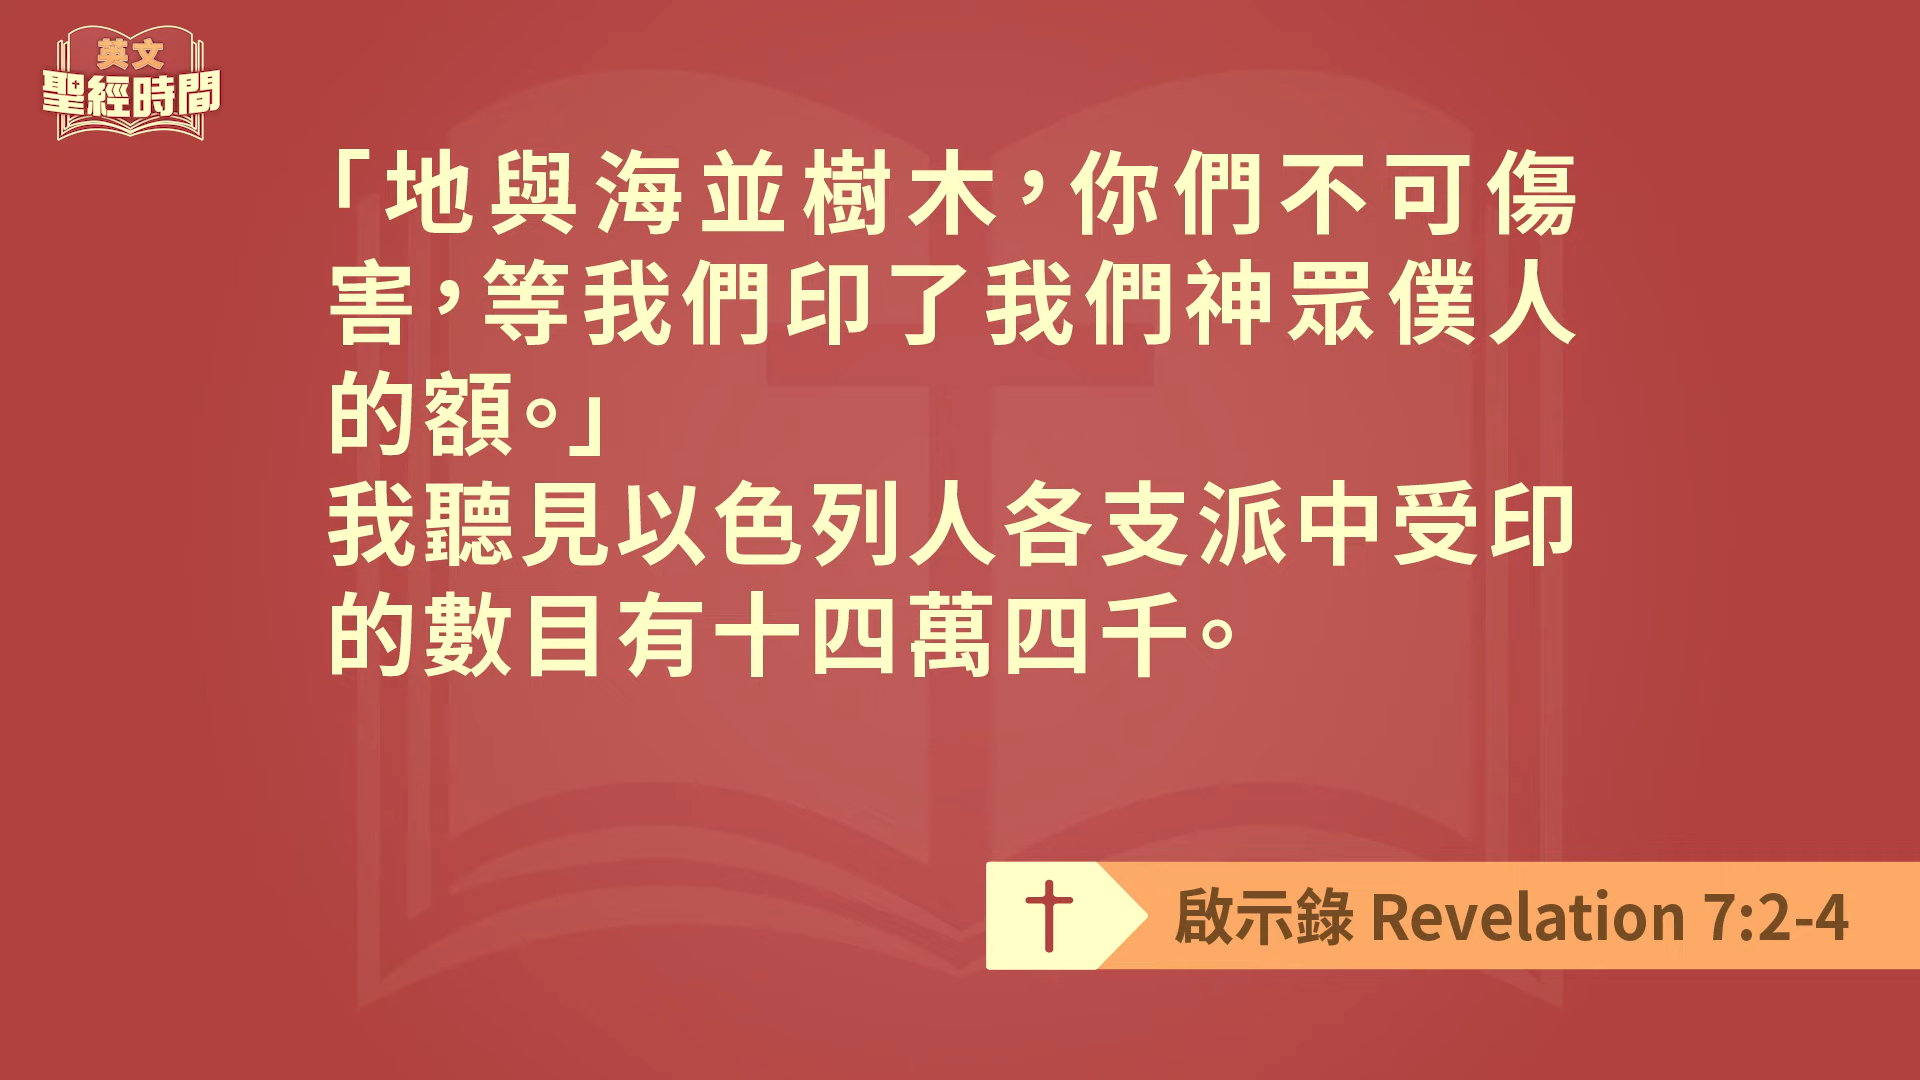 英文
聖經時間
「地與海並樹木，你們不可傷
害，等我們印了我們神眾僕人
的額。」
我聽見以色列人各支派中受印
的數目有十四萬四千。
啟示錄 Revelation 7:2-4